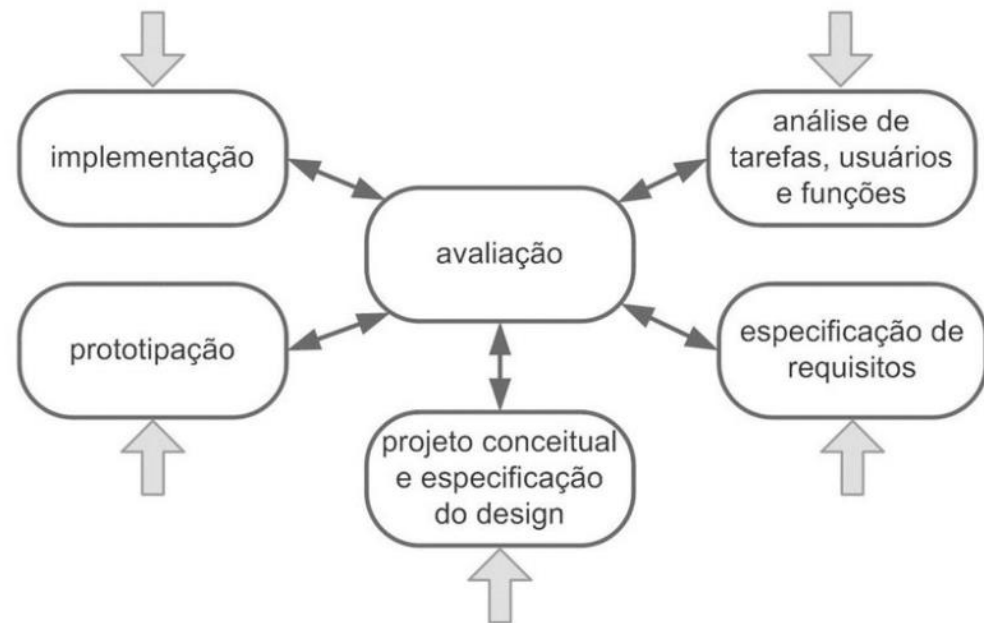 implementação
análise de
tarefas, usuários
e funções
avaliação
prototipação
especificação de
requisitos
projeto conceitual
e especificação
do design